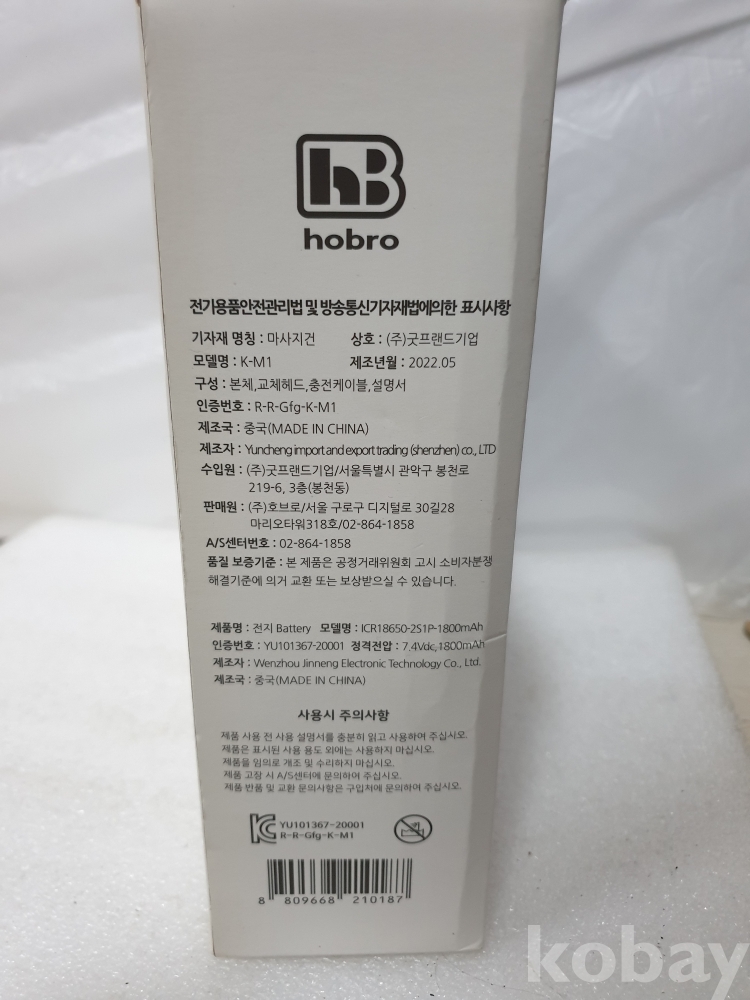 hB
hobro
전기용품안전관리법 및 방송통신기자재법에의한 표시사항
기자재 명칭 : 마사지건 상호 : (주)굿프랜드기업
모델명 : K-M1 제조년월 : 2022.05
구성 : 본체,교체헤드,충전케이블,설명서
인증번호 : R-R-Gfg-K-M1
제조국 : 중국(MADE IN CHINA)
제조자 : Yuncheng import and export trading (shenzhen) co., LTD
수입원 : (주)굿프랜드기업/서울특별시 관악구 봉천로
219-6, 3층(봉천동)
판매원 : (주)호브로/서울 구로구 디지털로 30길28
마리오타워318호/02-864-1858
A/S센터번호 : 02-864-1858
품질 보증기준 : 본 제품은 공정거래위원회 고시 소비자분쟁
해결기준에 의거 교환 또는 보상받으실 수 있습니다.
제품명 : 전지 Battery 모델명 : ICR18650-2S1P-1800mAh
인증번호 : YU101367-20001 정격전압 : 7.4Vdc,1800mAh
제조자 : Wenzhou Jinneng Electronic Technology Co., Ltd.
제조국 : 중국(MADE IN CHINA)
사용시 주의사항
제품 사용 전 사용 설명서를 충분히 읽고 사용하여 주십시오.
제품은 표시된 사용 용도 외에는 사용하지 마십시오.
제품을 임의로 개조 및 수리하지 마십시오.
제품 고장 시 A/S센터에 문의하여 주십시오.
제품 반품 및 교환 문의사항은 구입처에 문의하여 주십시오.
YU101367-20001
R-R-Gfg-K-M1
8 809668 210187
kobay